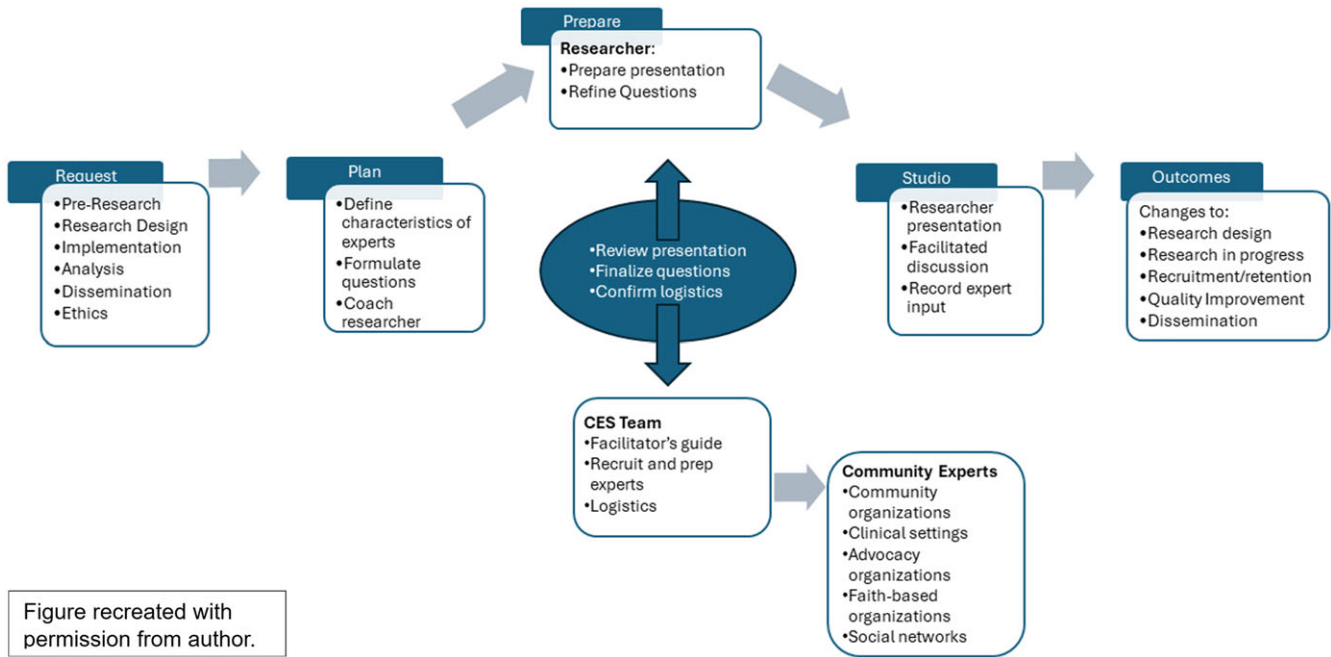 Prepare
Researcher:
•Prepare presentation
•Refine Questions
Request
•Pre-Research
•Research Design
•Implementation
•Analysis
•Dissemination
•Ethics
Plan
•Define
characteristics of
experts
•Formulate
questions
•Coach
researcher
•Review presentation
•Finalize questions
•Confirm logistics
Studio
•Researcher
presentation
•Facilitated
discussion
•Record expert
input
Outcomes
Changes to:
•Research design
•Research in progress
•Recruitment/retention
•Quality Improvement
•Dissemination
CES Team
•Facilitator’s guide
•Recruit and prep
experts
•Logistics
Community Experts
•Community
organizations
•Clinical settings
•Advocacy
organizations
•Faith-based
organizations
•Social networks
Figure recreated with
permission from author.